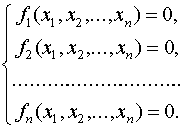 f₁(x₁, x₂, ..., xₙ) = 0,
f₂(x₁, x₂, ..., xₙ) = 0,
..............................
fₙ(x₁, x₂, ..., xₙ) = 0.